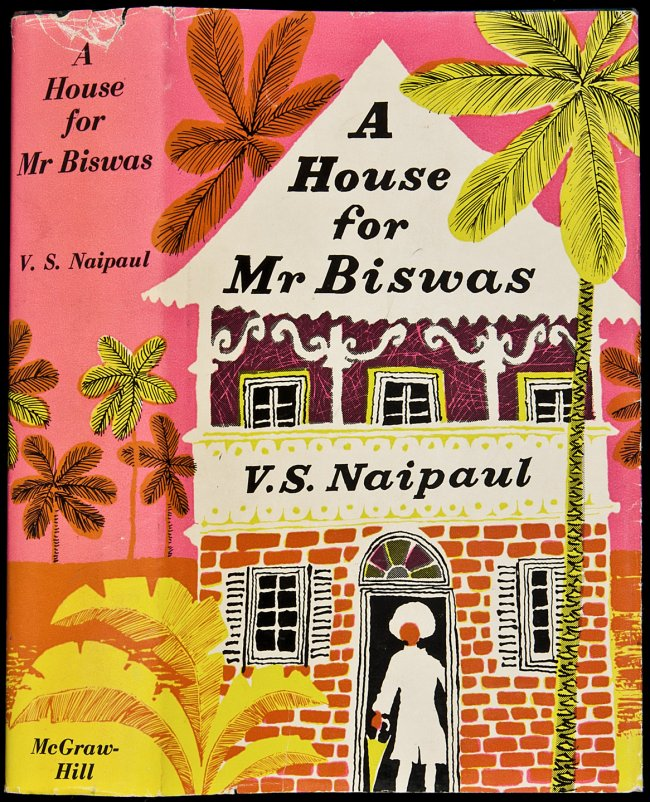 A
House
for
Mr Biswas
V. S. Naipaul
McGraw-
Hill
A
House
for
Mr Biswas
V.S. Naipaul